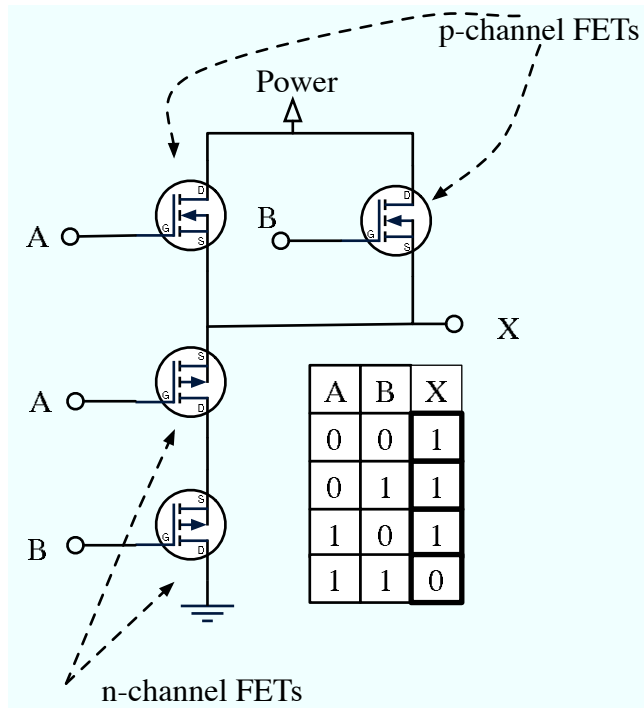 p-channel FETs
Power
D
G
S
A
D
B
G
S
X
S
G
D
A
S
G
D
B
A B X
0 0 1
0 1 1
1 0 1
1 1 0
n-channel FETs